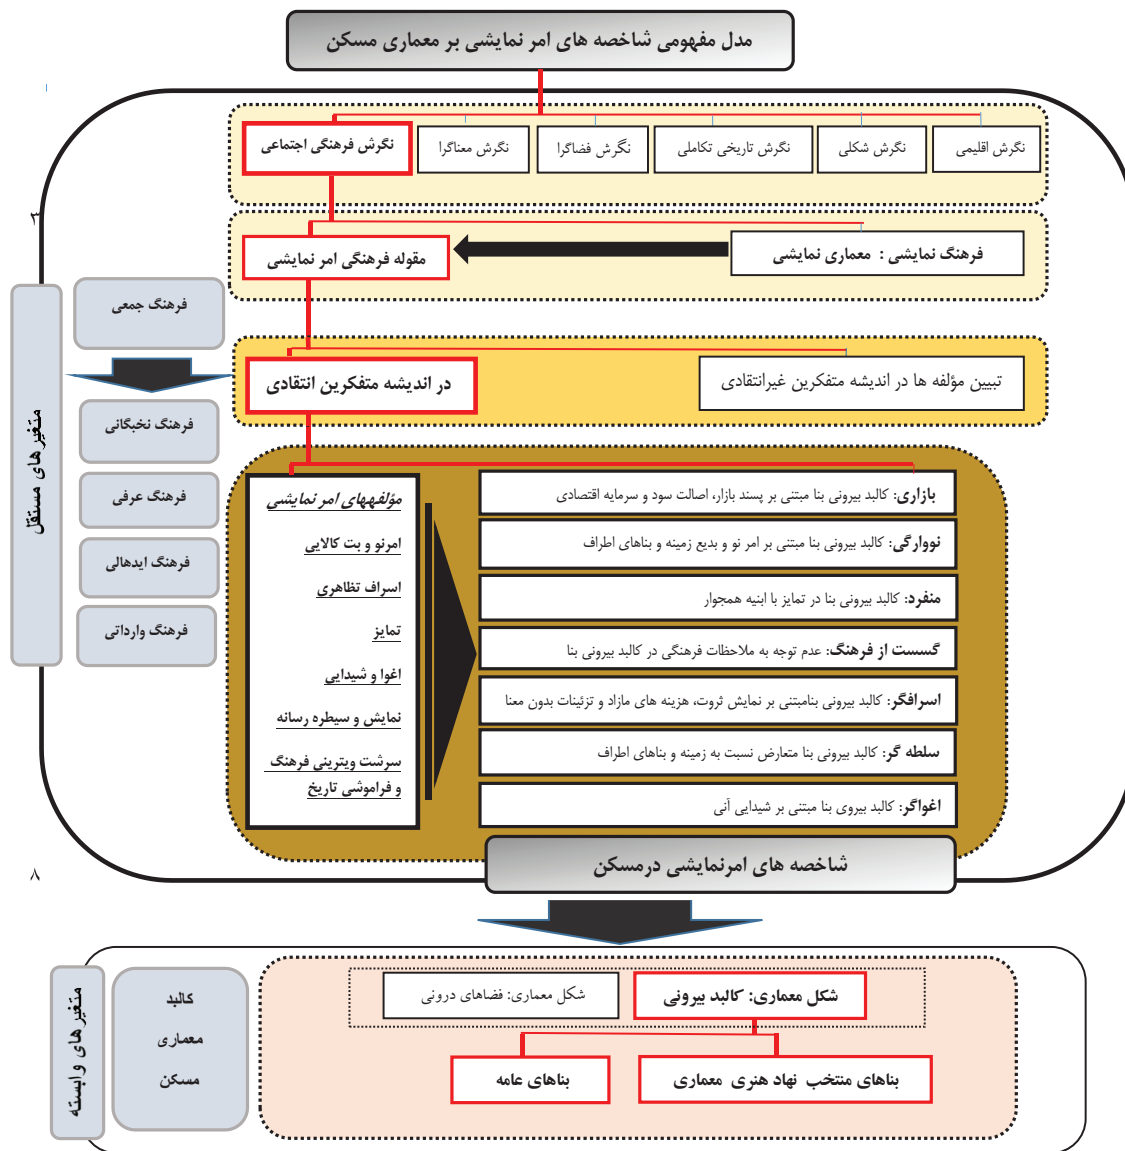 مدل مفهومی شاخصه های امر نمایشی بر معماری مسکن
نگرش اقلیمی
نگرش شکلی
نگرش تاریخی تکاملی
نگرش فضاگرا
نگرش معناگرا
نگرش فرهنگی اجتماعی
۳
فرهنگ نمایشی : معماری نمایشی
مقوله فرهنگی امر نمایشی
تبیین مؤلفه ها در اندیشه متفکرین غیرانتقادی
در اندیشه متفکرین انتقادی
متغیر های مستقل
فرهنگ جمعی
فرهنگ نخبگانی
فرهنگ عرفی
فرهنگ ایدهالی
فرهنگ وارداتی
مؤلفههای امر نمایشی
امرنو و بت کالایی
اسراف تظاهری
تمایز
اغوا و شیدایی
نمایش و سیطره رسانه
سرشت ویترینی فرهنگ
و فراموشی تاریخ
بازاری: کالبد بیرونی بنا مبتنی بر پسند بازار، اصالت سود و سرمایه اقتصادی
نووارگی: کالبد بیرونی بنا مبتنی بر امر نو و بدیع زمینه و بناهای اطراف
منفرد: کالبد بیرونی بنا در تمایز با ابنیه همجوار
گسست از فرهنگ: عدم توجه به ملاحظات فرهنگی در کالبد بیرونی بنا
اسرافگر: کالبد بیرونی بنامبتنی بر نمایش ثروت، هزینه های مازاد و تزئینات بدون معنا
سلطه گر: کالبد بیرونی بنا متعارض نسبت به زمینه و بناهای اطراف
اغواگر: کالبد بیروی بنا مبتنی بر شیدایی آنی
شاخصه های امرنمایشی درمسکن
۸
متغیر های وابسته
کالبد
معماری
مسکن
شکل معماری: کالبد بیرونی
شکل معماری: فضاهای درونی
بناهای منتخب نهاد هنری معماری
بناهای عامه